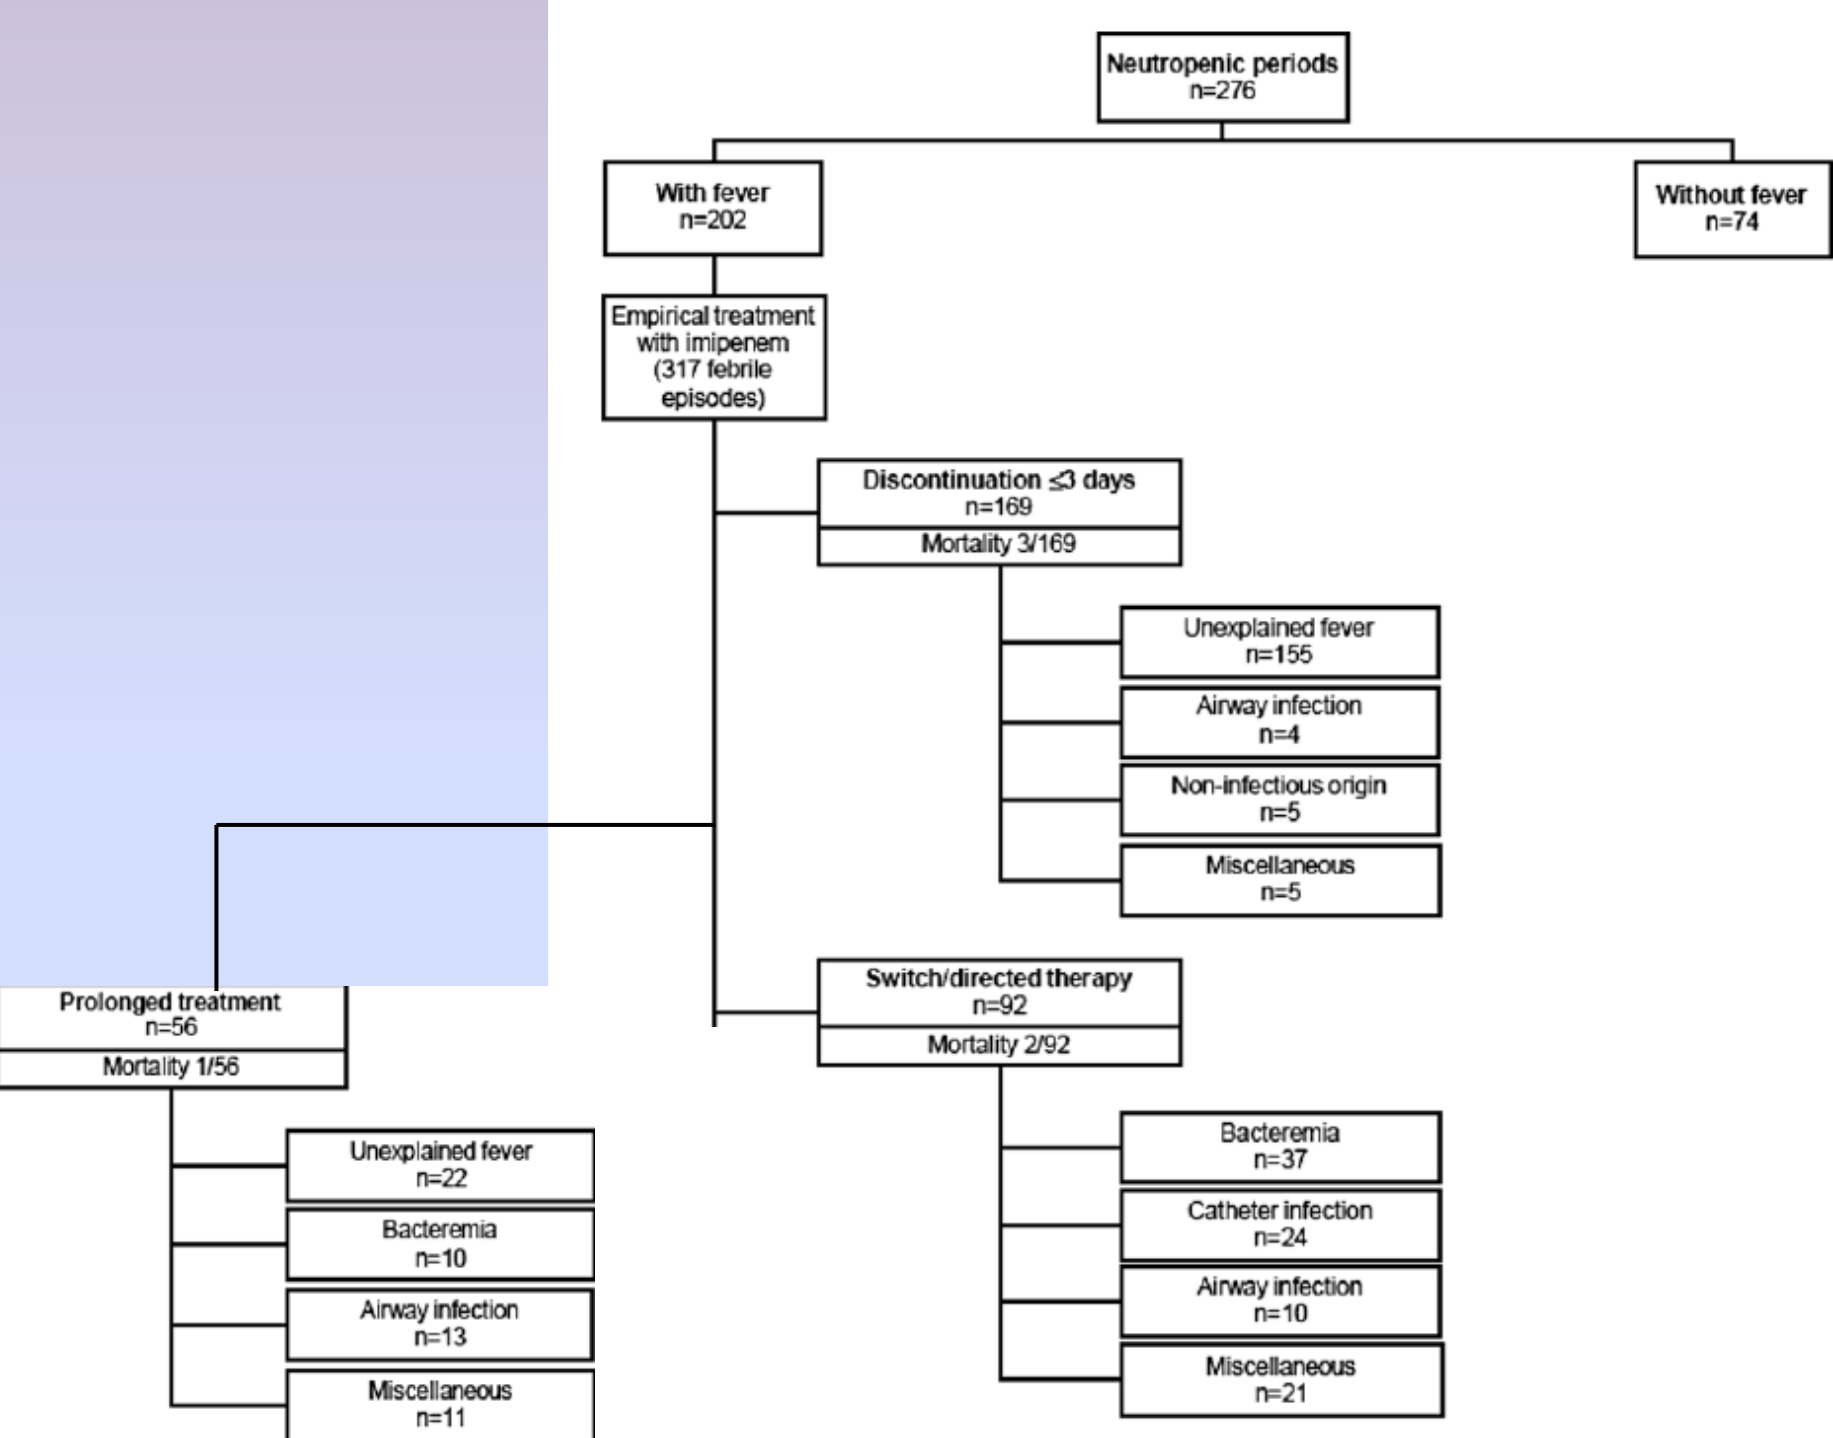 Neutropenic periods
n=276
With fever
n=202
Without fever
n=74
Empirical treatment
with imipenem
(317 febrile
episodes)
Discontinuation ≤3 days
n=169
Mortality 3/169
Unexplained fever
n=155
Airway infection
n=4
Non-infectious origin
n=5
Miscellaneous
n=5
Switch/directed therapy
n=92
Mortality 2/92
Bacteremia
n=37
Catheter infection
n=24
Airway infection
n=10
Miscellaneous
n=21
Prolonged treatment
n=56
Mortality 1/56
Unexplained fever
n=22
Bacteremia
n=10
Airway infection
n=13
Miscellaneous
n=11